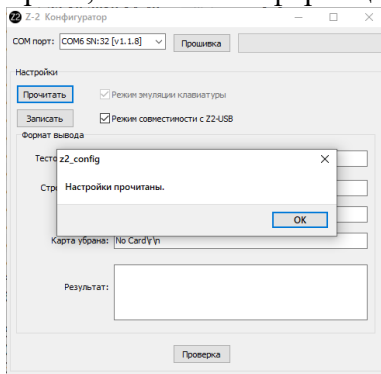 Z-2 Конфигуратор
COM порт: COM6 SN:32 [v1.1.8] Прошивка
Настройки
Прочитать Режим эмуляции клавиатуры
Записать Режим совместимости с Z2-USB
Формат вывода
z2_config
Настройки прочитаны.
OK
Карта убрана: No Card\r\n
Результат:
Проверка